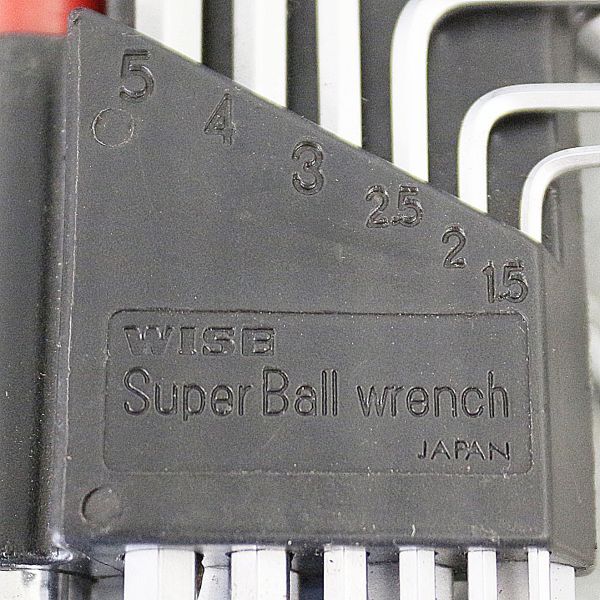 5 4 3 2.5 2 1.5
WISE
Super Ball wrench
JAPAN